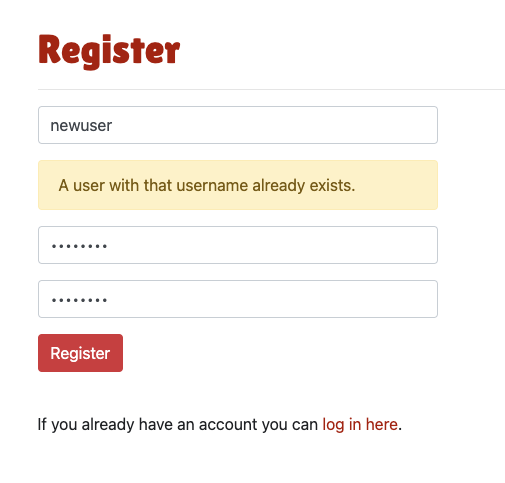 Register
newuser
A user with that username already exists.
••••••••
••••••••
Register
If you already have an account you can log in here.